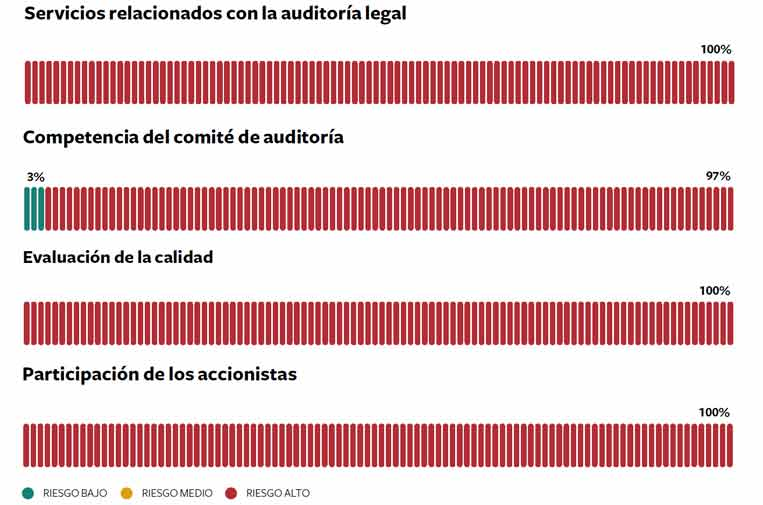 Servicios relacionados con la auditoría legal
100%
Competencia del comité de auditoría
3% 97%
Evaluación de la calidad
100%
Participación de los accionistas
100%
RIESGO BAJO RIESGO MEDIO RIESGO ALTO